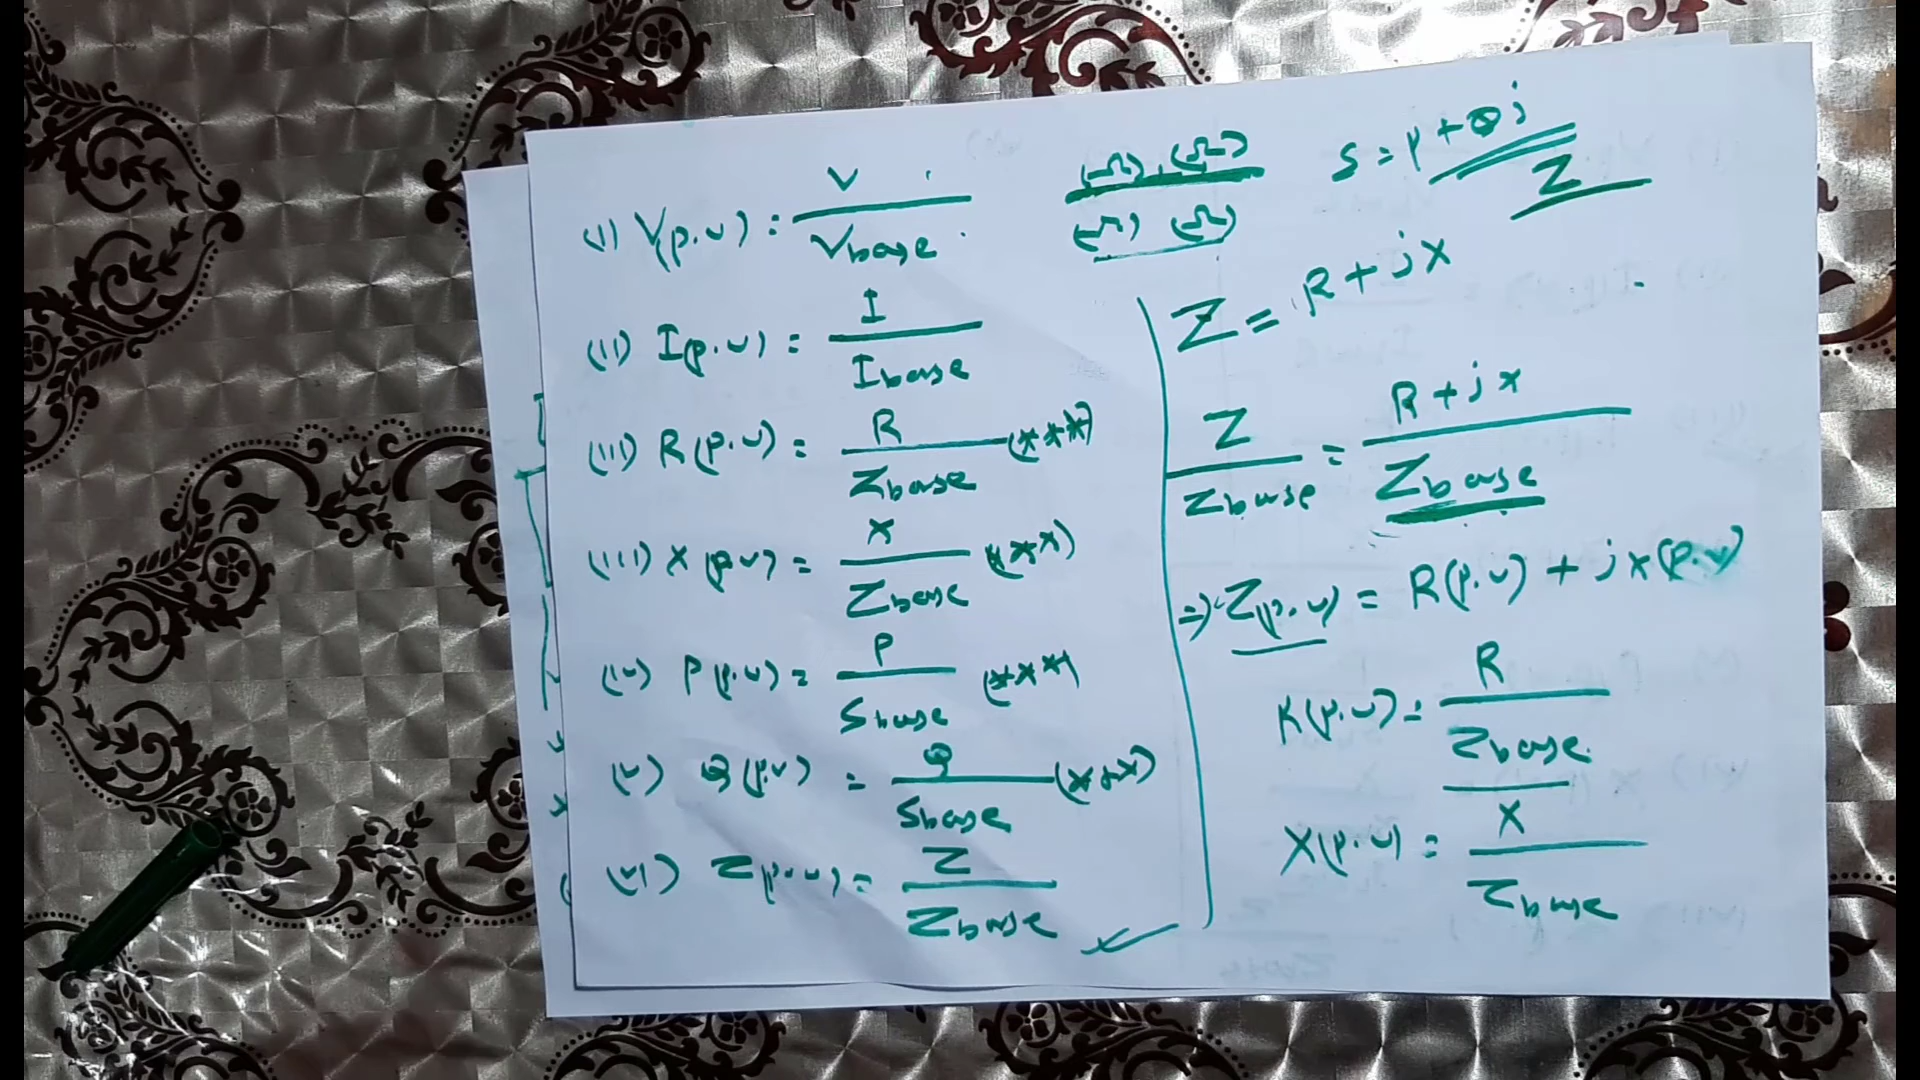 (i) V(p.u) = V / Vbase
(ii) I(p.u) = I / Ibase
(iii) R(p.u) = R / Zbase (***)
(iii) X(p.u) = X / Zbase (***)
(iv) P(p.u) = P / Sbase (***)
(v) Q(p.u) = Q / Sbase (***)
(vi) Z(p.u) = Z / Zbase
(Ω), (Ω)
(Ω) (Ω)
S = P + Qj
Z
Z = R + jX
Z / Zbase = R + jx / Zbase
=> Z(p.u) = R(p.u) + jx(p.u)
R(p.u) = R / Zbase
X(p.u) = X / Zbase